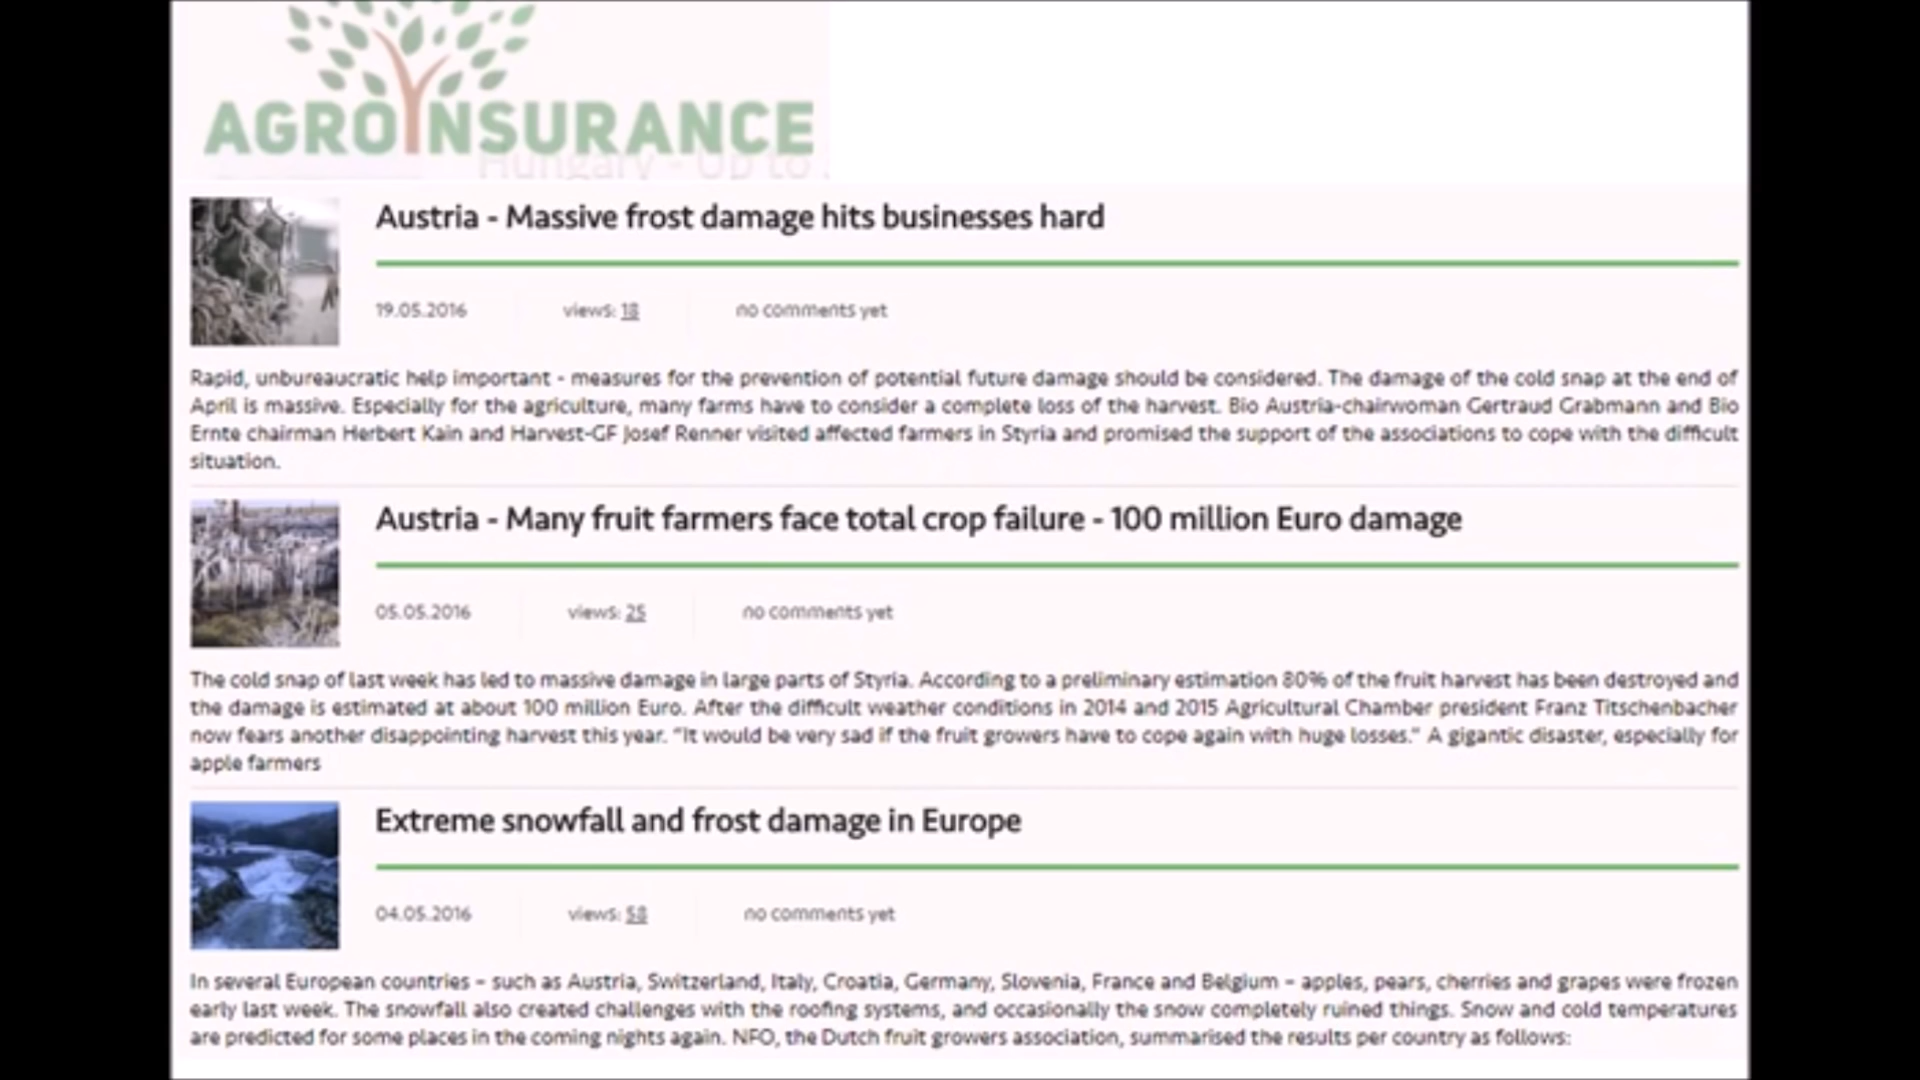 AGROINSURANCE
Hungary - Up to
Austria - Massive frost damage hits businesses hard
19.05.2016 views: 18 no comments yet
Rapid, unbureaucratic help important - measures for the prevention of potential future damage should be considered. The damage of the cold snap at the end of
April is massive. Especially for the agriculture, many farms have to consider a complete loss of the harvest. Bio Austria-chairwoman Gertraud Grabmann and Bio
Ernte chairman Herbert Kain and Harvest-GF Josef Renner visited affected farmers in Styria and promised the support of the associations to cope with the difficult
situation.
Austria - Many fruit farmers face total crop failure - 100 million Euro damage
05.05.2016 views: 25 no comments yet
The cold snap of last week has led to massive damage in large parts of Styria. According to a preliminary estimation 80% of the fruit harvest has been destroyed and
the damage is estimated at about 100 million Euro. After the difficult weather conditions in 2014 and 2015 Agricultural Chamber president Franz Titschenbacher
now fears another disappointing harvest this year. "It would be very sad if the fruit growers have to cope again with huge losses." A gigantic disaster, especially for
apple farmers
Extreme snowfall and frost damage in Europe
04.05.2016 views: 58 no comments yet
In several European countries – such as Austria, Switzerland, Italy, Croatia, Germany, Slovenia, France and Belgium – apples, pears, cherries and grapes were frozen
early last week. The snowfall also created challenges with the roofing systems, and occasionally the snow completely ruined things. Snow and cold temperatures
are predicted for some places in the coming nights again. NFO, the Dutch fruit growers association, summarised the results per country as follows: